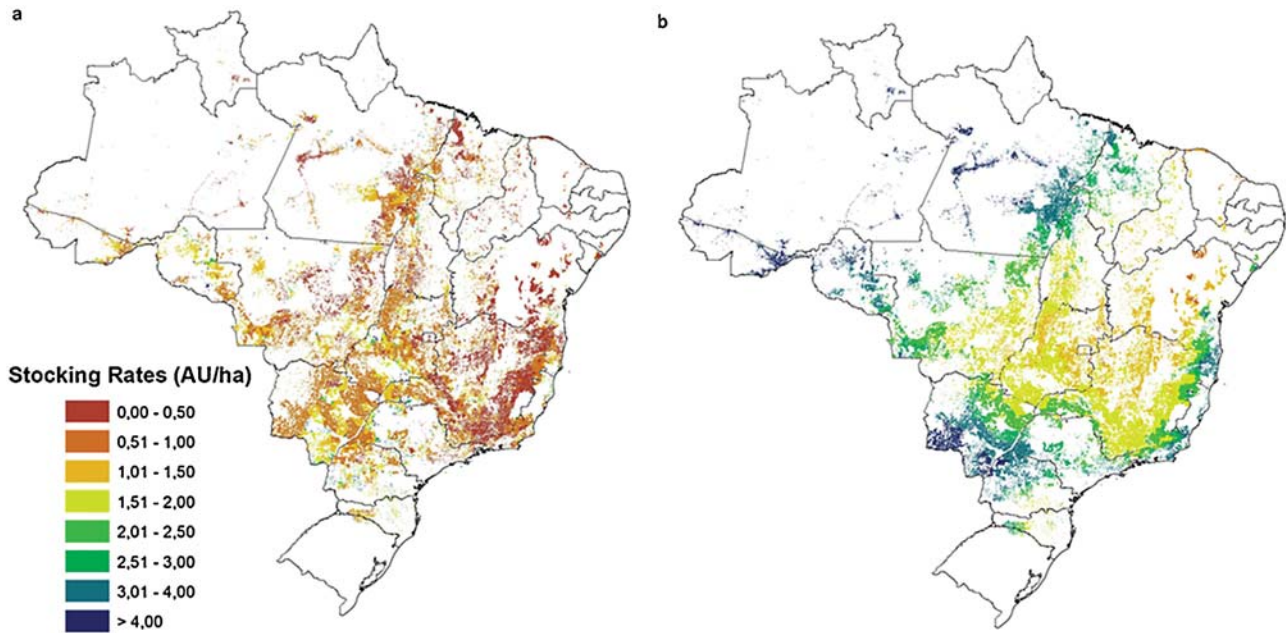 a
b
Stocking Rates (AU/ha)
0,00 - 0,50
0,51 - 1,00
1,01 - 1,50
1,51 - 2,00
2,01 - 2,50
2,51 - 3,00
3,01 - 4,00
> 4,00